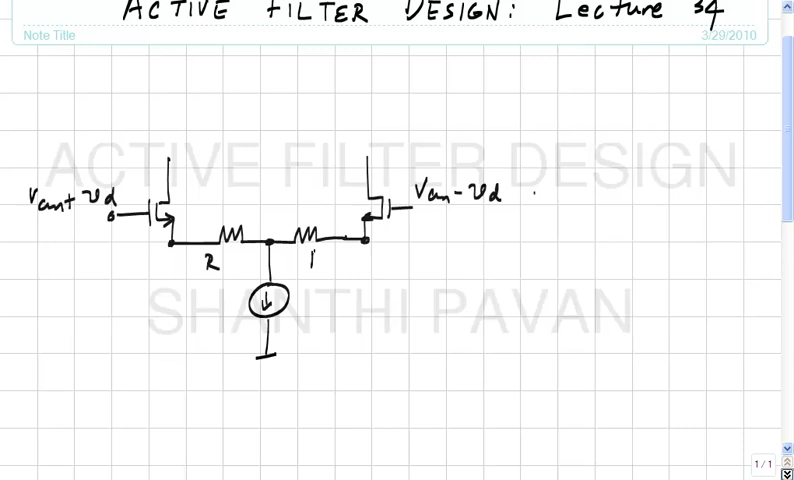 ACTIVE FILTER DESIGN: Lecture 34
Note Title
3/29/2010
ACTIVE FILTER DESIGN
Vcm + vd
Vcm - vd
R
SHANTHI PAVAN
1/1